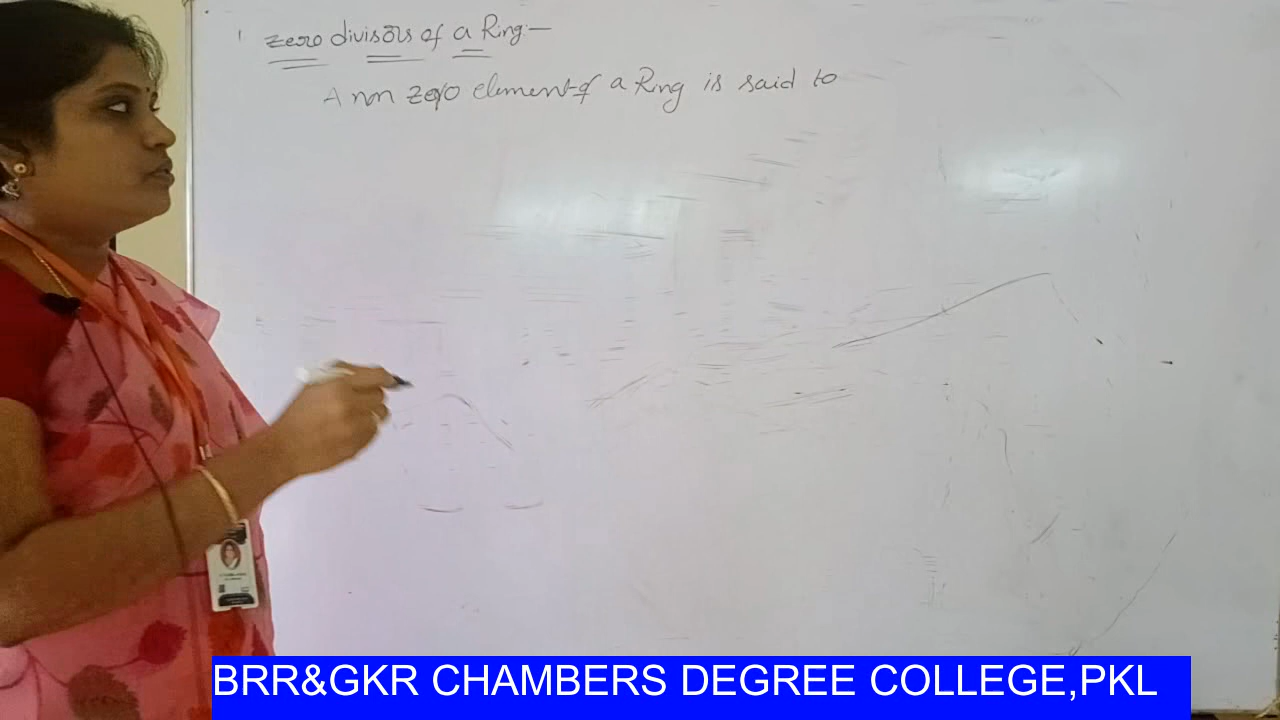 Zero divisors of a Ring:-
A non zero element of a Ring is said to
BRR&GKR CHAMBERS DEGREE COLLEGE,PKL